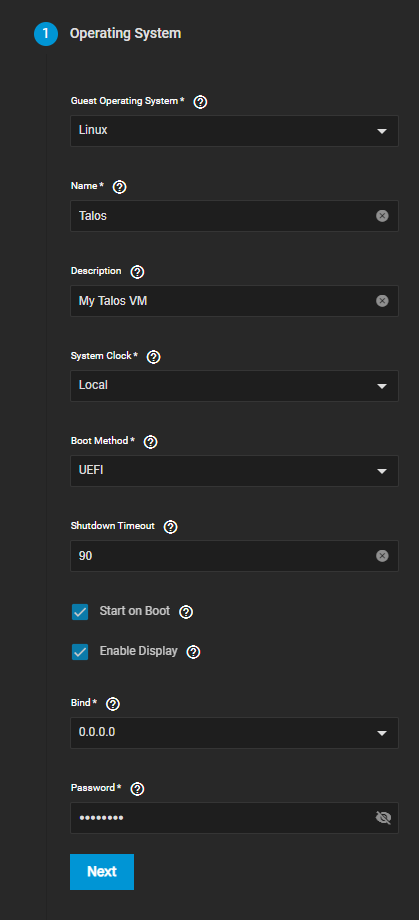 1 Operating System
Guest Operating System *
Linux
Name *
Talos
Description
My Talos VM
System Clock *
Local
Boot Method *
UEFI
Shutdown Timeout
90
Start on Boot
Enable Display
Bind *
0.0.0.0
Password *
••••••••
Next